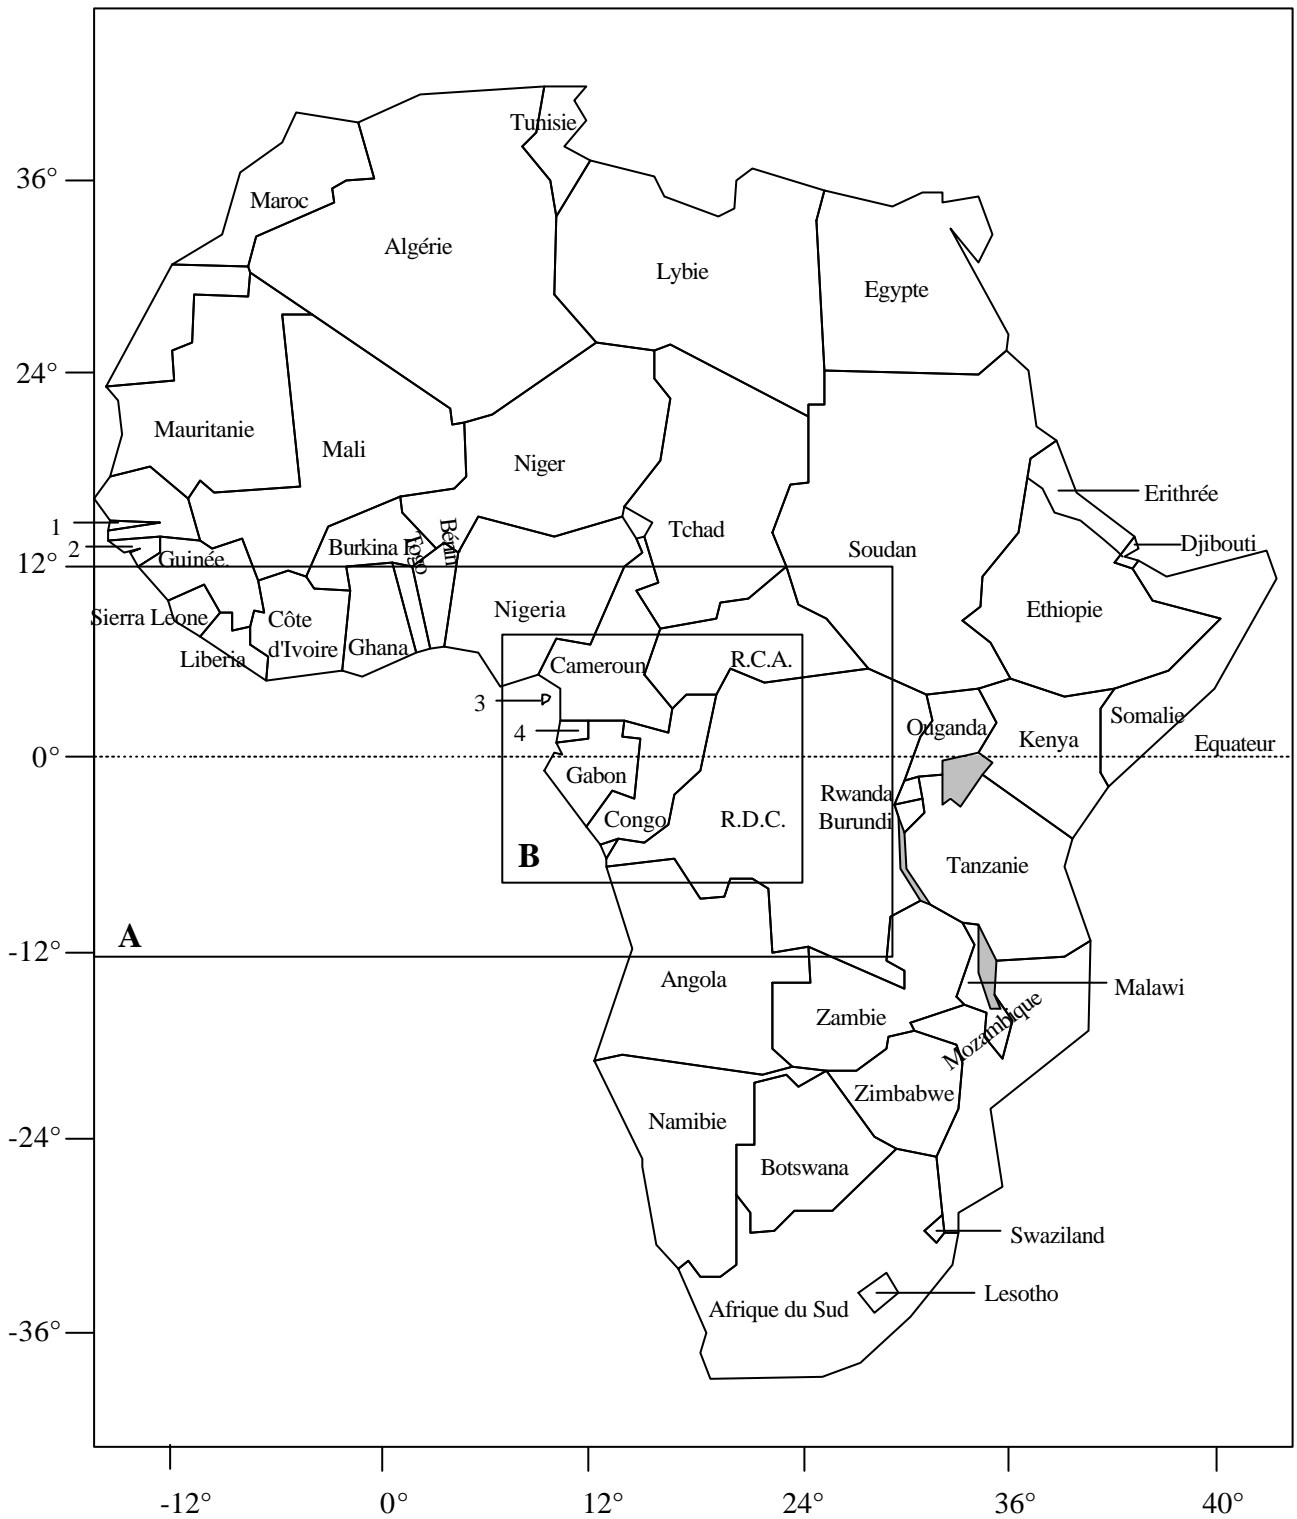 Tunisie
36°
Maroc
Algérie
Lybie
Egypte
24°
Mauritanie
Mali
Niger
Erithrée
1
Tchad
Bénin
Togo
Burkina Fo
Soudan
Djibouti
2
Guinée.
12°
Nigeria
Ethiopie
Sierra Leone
Côte
d'Ivoire
Ghana
Liberia
Cameroun
R.C.A.
3
4
Ouganda
Kenya
Somalie
Equateur
0°
Gabon
Rwanda
Congo
R.D.C.
Burundi
B
Tanzanie
A
-12°
Angola
Malawi
Zambie
Mozambique
Zimbabwe
Namibie
-24°
Botswana
Swaziland
Lesotho
Afrique du Sud
-36°
-12° 0° 12° 24° 36° 40°